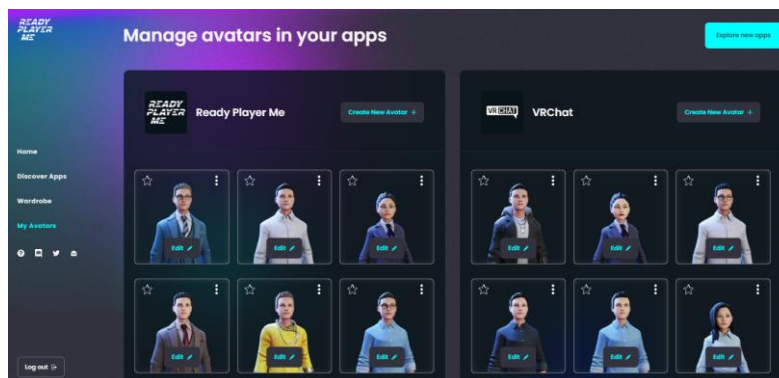 READY
PLAYER
ME
Manage avatars in your apps
Explore new apps
READY
PLAYER
ME
Ready Player Me
Create New Avatar +
VRCHAT
VRChat
Create New Avatar +
Home
Discover Apps
Wardrobe
My Avatars
Edit
Edit
Edit
Edit
Edit
Edit
Edit
Edit
Edit
Edit
Edit
Edit
Log out